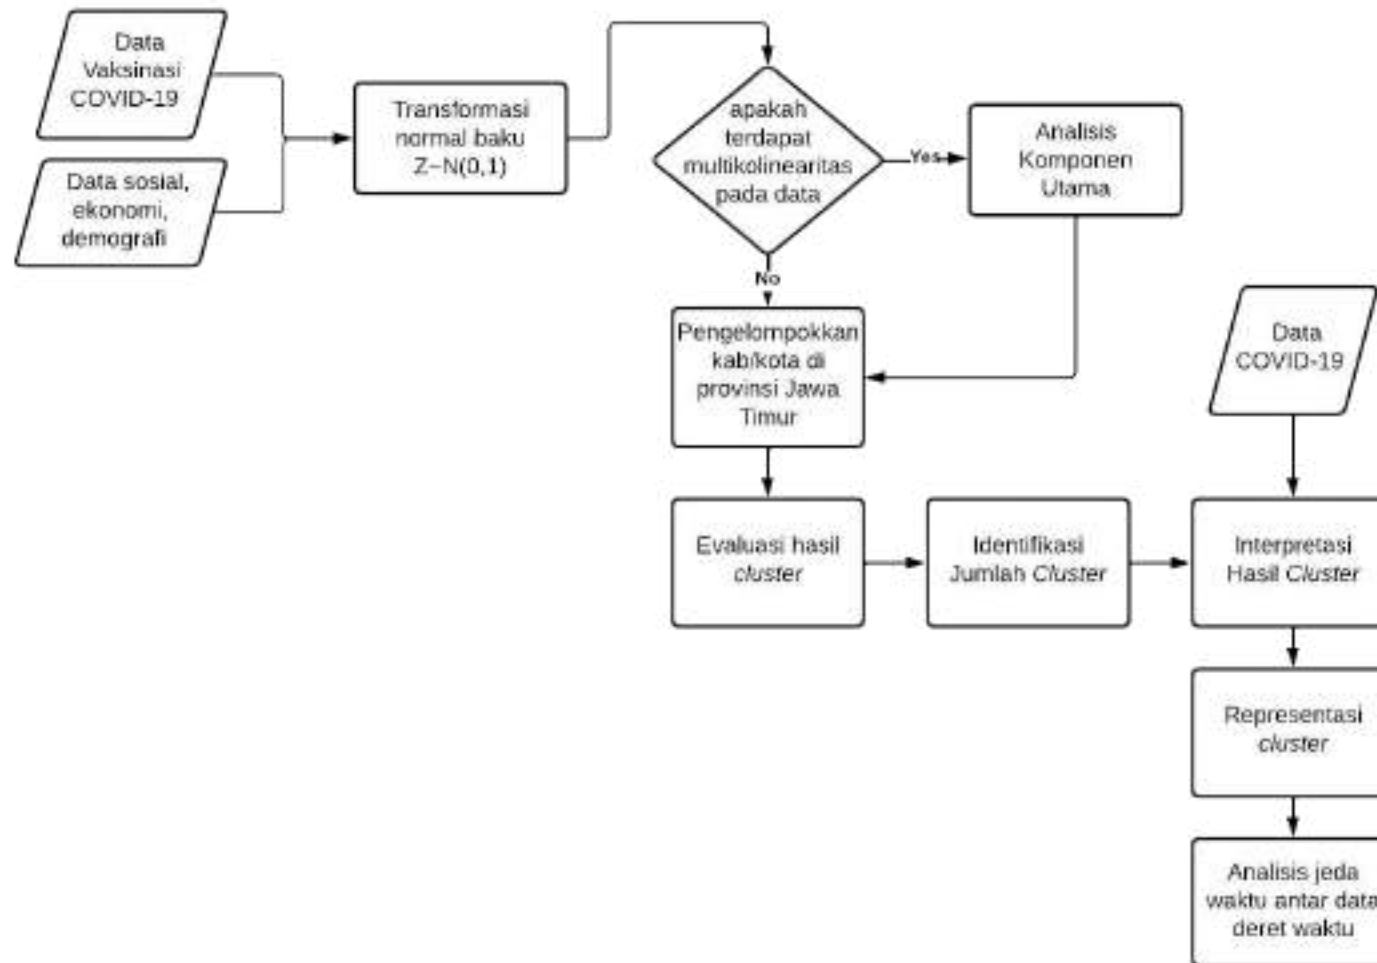 Data
Vaksinasi
COVID-19
Data sosial,
ekonomi,
demografi
Transformasi
normal baku
Z~N(0,1)
apakah
terdapat
multikolinearitas
pada data
Yes
Analisis
Komponen
Utama
No
Pengelompokkan
kab/kota di
provinsi Jawa
Timur
Data
COVID-19
Evaluasi hasil
cluster
Identifikasi
Jumlah Cluster
Interpretasi
Hasil Cluster
Representasi
cluster
Analisis jeda
waktu antar data
deret waktu